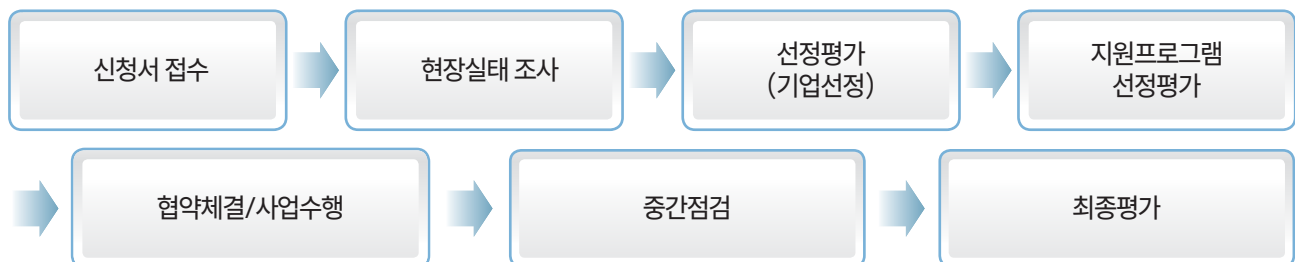 신청서 접수
현장실태 조사
선정평가
(기업선정)
지원프로그램
선정평가
협약체결/사업수행
중간점검
최종평가